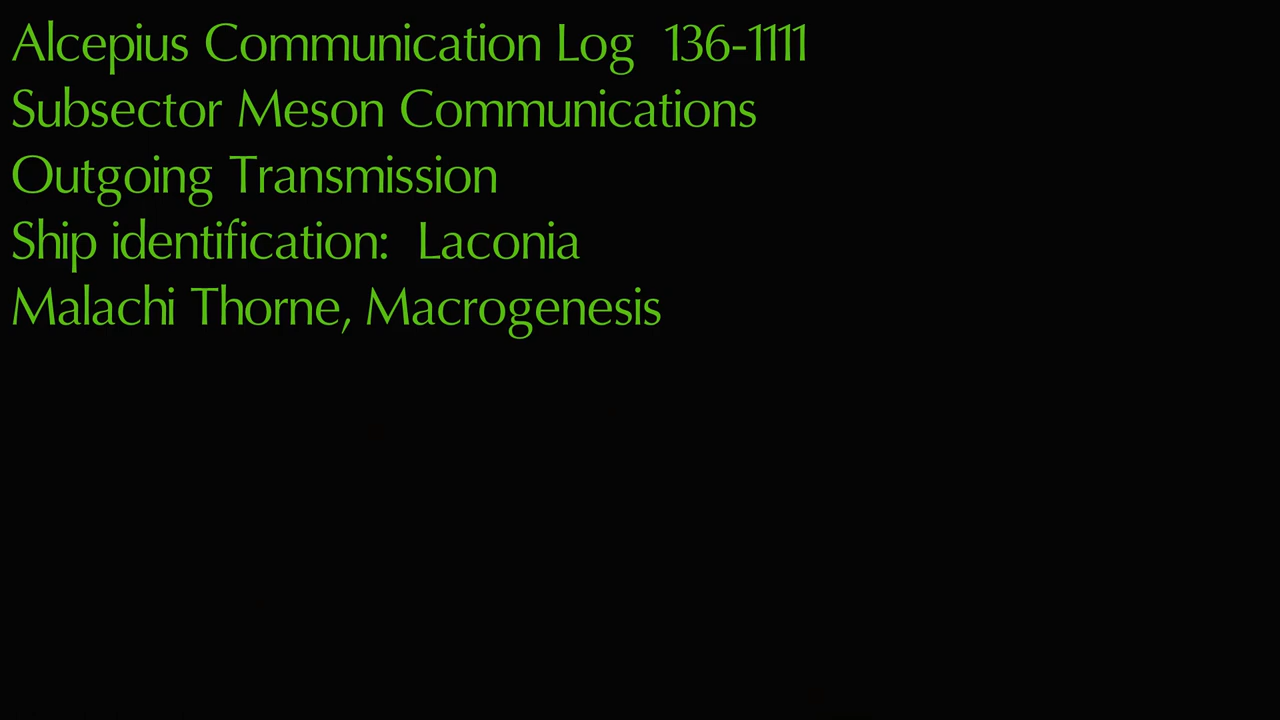 Alcepius Communication Log  136-1111
Subsector Meson Communications
Outgoing Transmission
Ship identification:  Laconia
Malachi Thorne, Macrogenesis